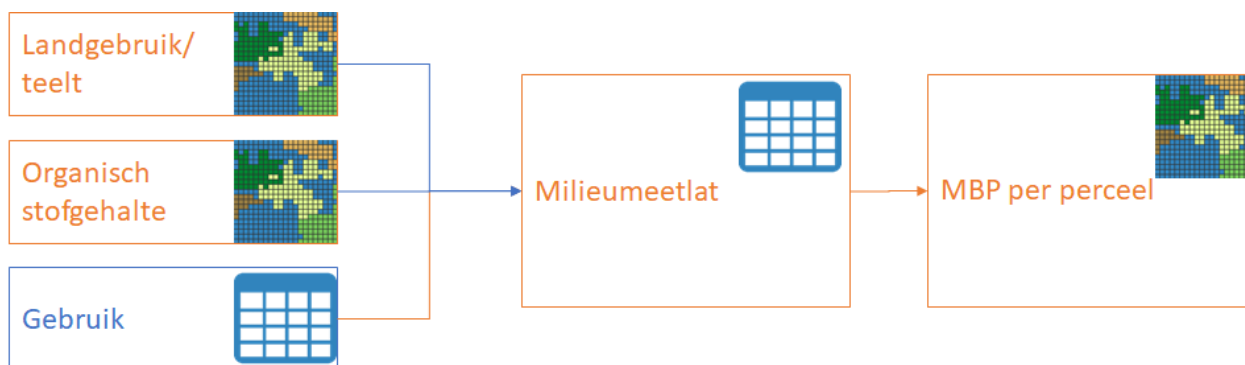 Landgebruik/
teelt
Organisch
stofgehalte
Gebruik
Milieumeetlat
MBP per perceel